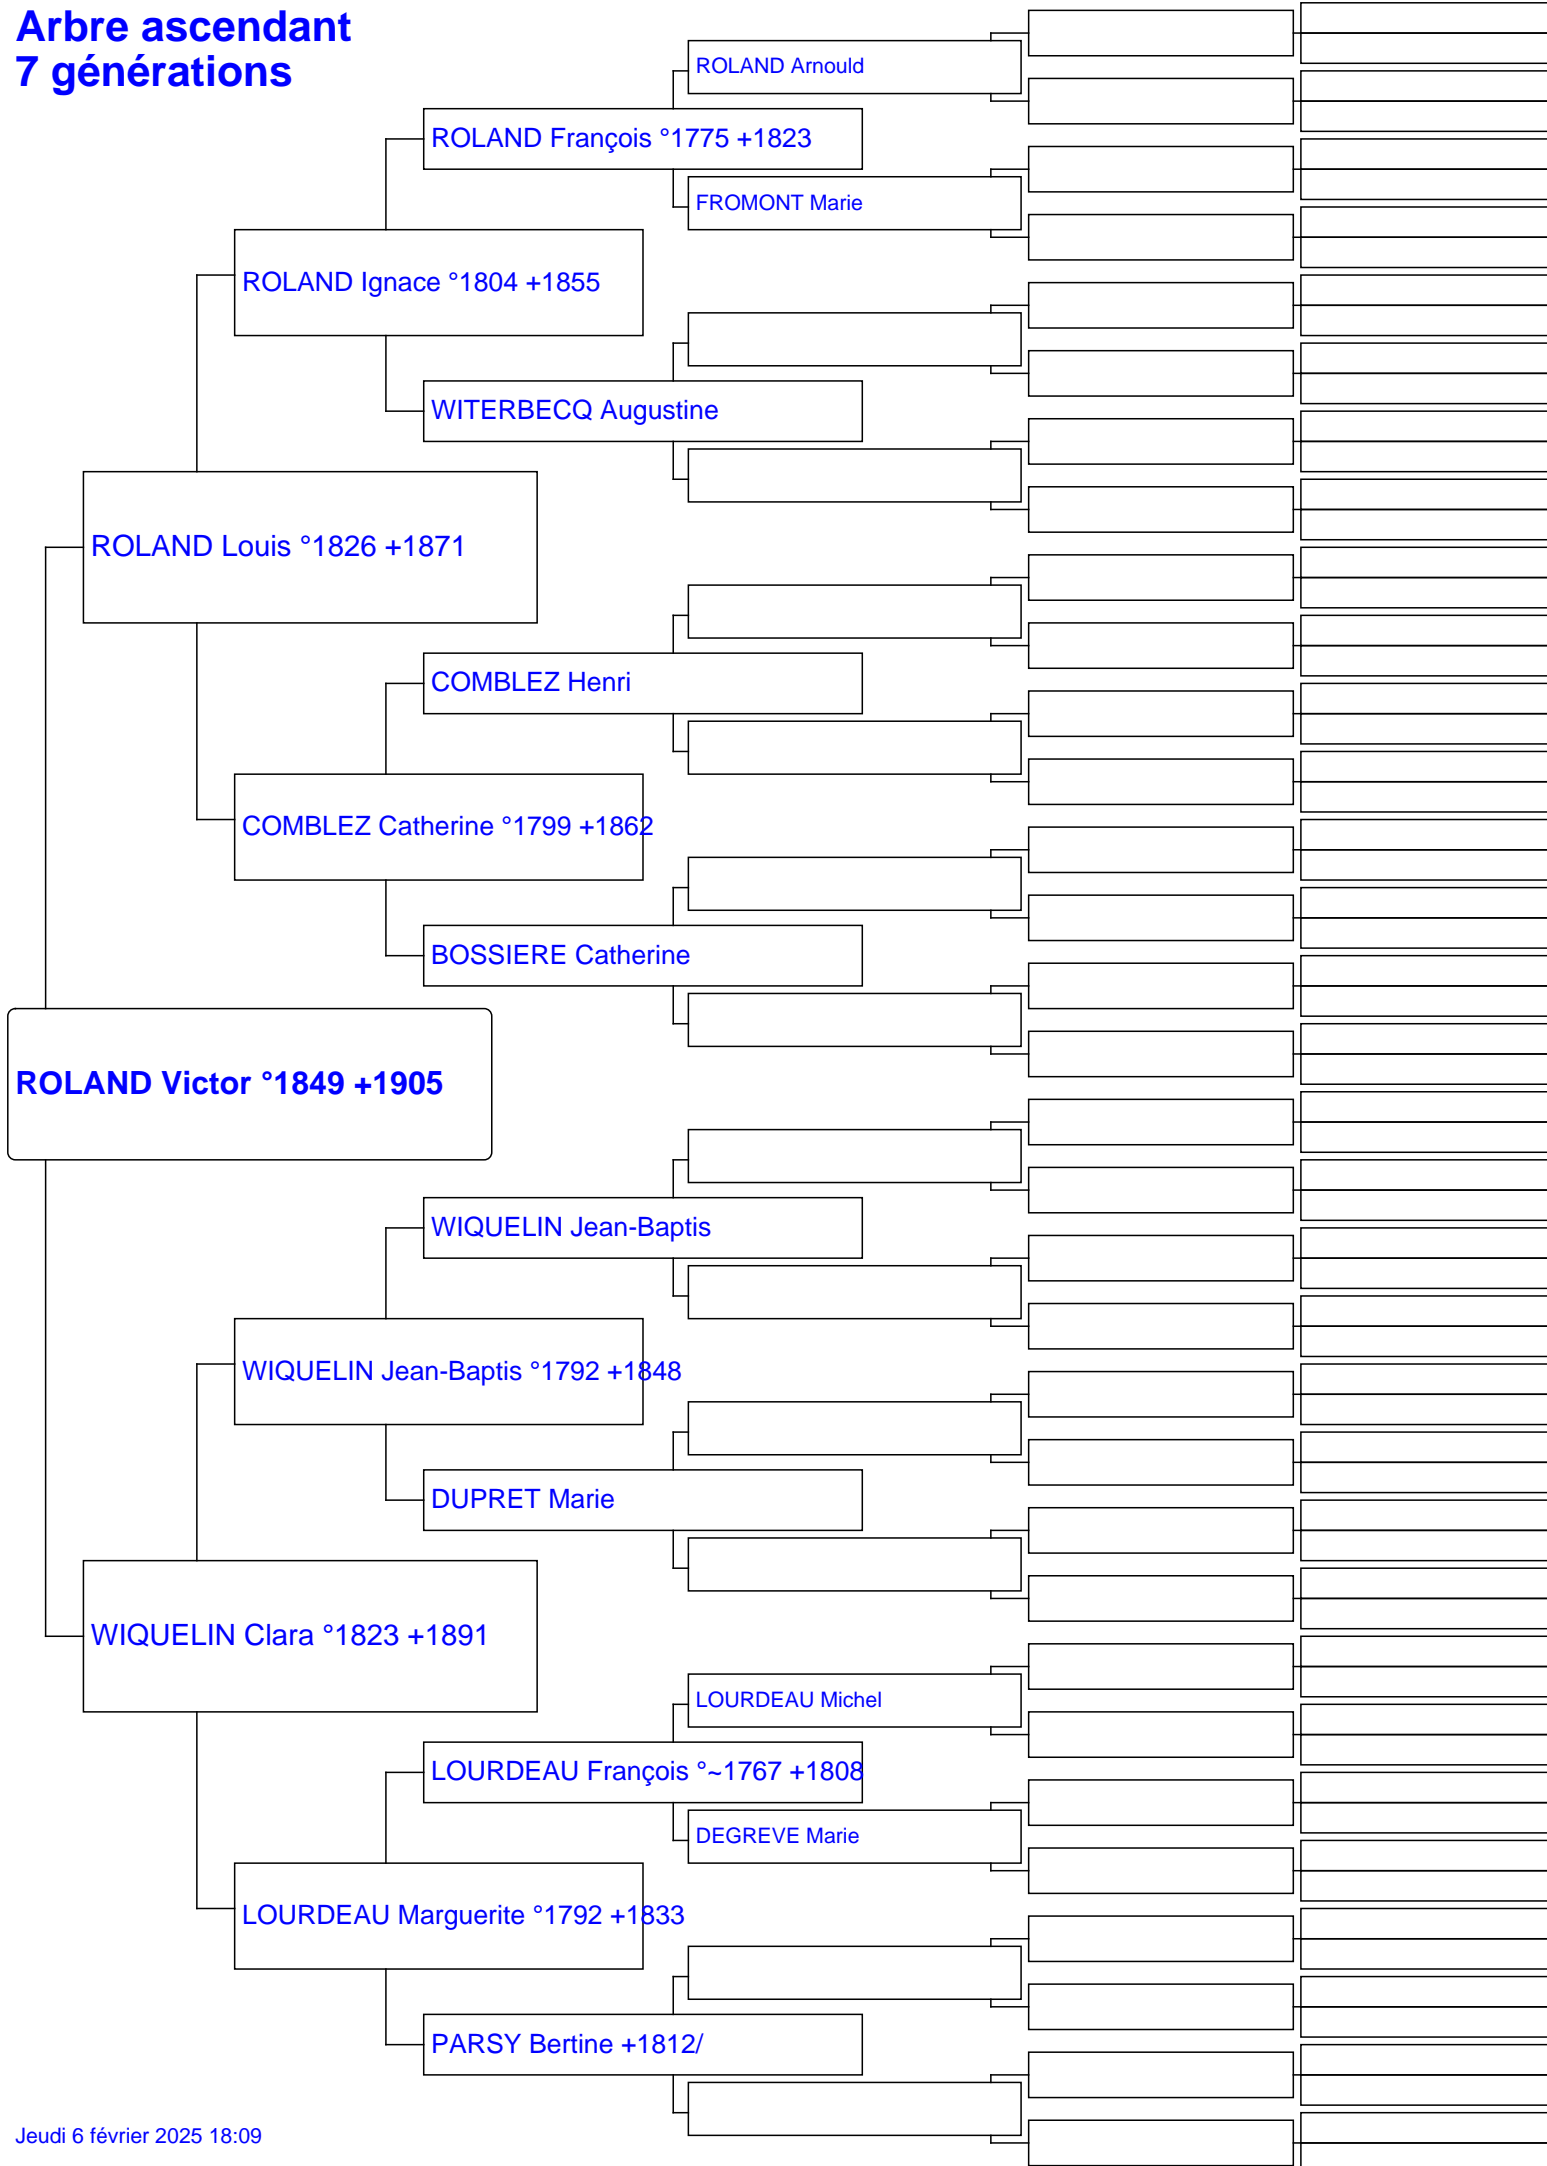 Arbre ascendant
7 générations
ROLAND Arnould
ROLAND François °1775 +1823
FROMONT Marie
ROLAND Ignace °1804 +1855
WITERBECQ Augustine
ROLAND Louis °1826 +1871
COMBLEZ Henri
COMBLEZ Catherine °1799 +1862
BOSSIERE Catherine
ROLAND Victor °1849 +1905
WIQUELIN Jean-Baptis
WIQUELIN Jean-Baptis °1792 +1848
DUPRET Marie
WIQUELIN Clara °1823 +1891
LOURDEAU Michel
LOURDEAU François °~1767 +1808
DEGREVE Marie
LOURDEAU Marguerite °1792 +1833
PARSY Bertine +1812/
Jeudi 6 février 2025 18:09